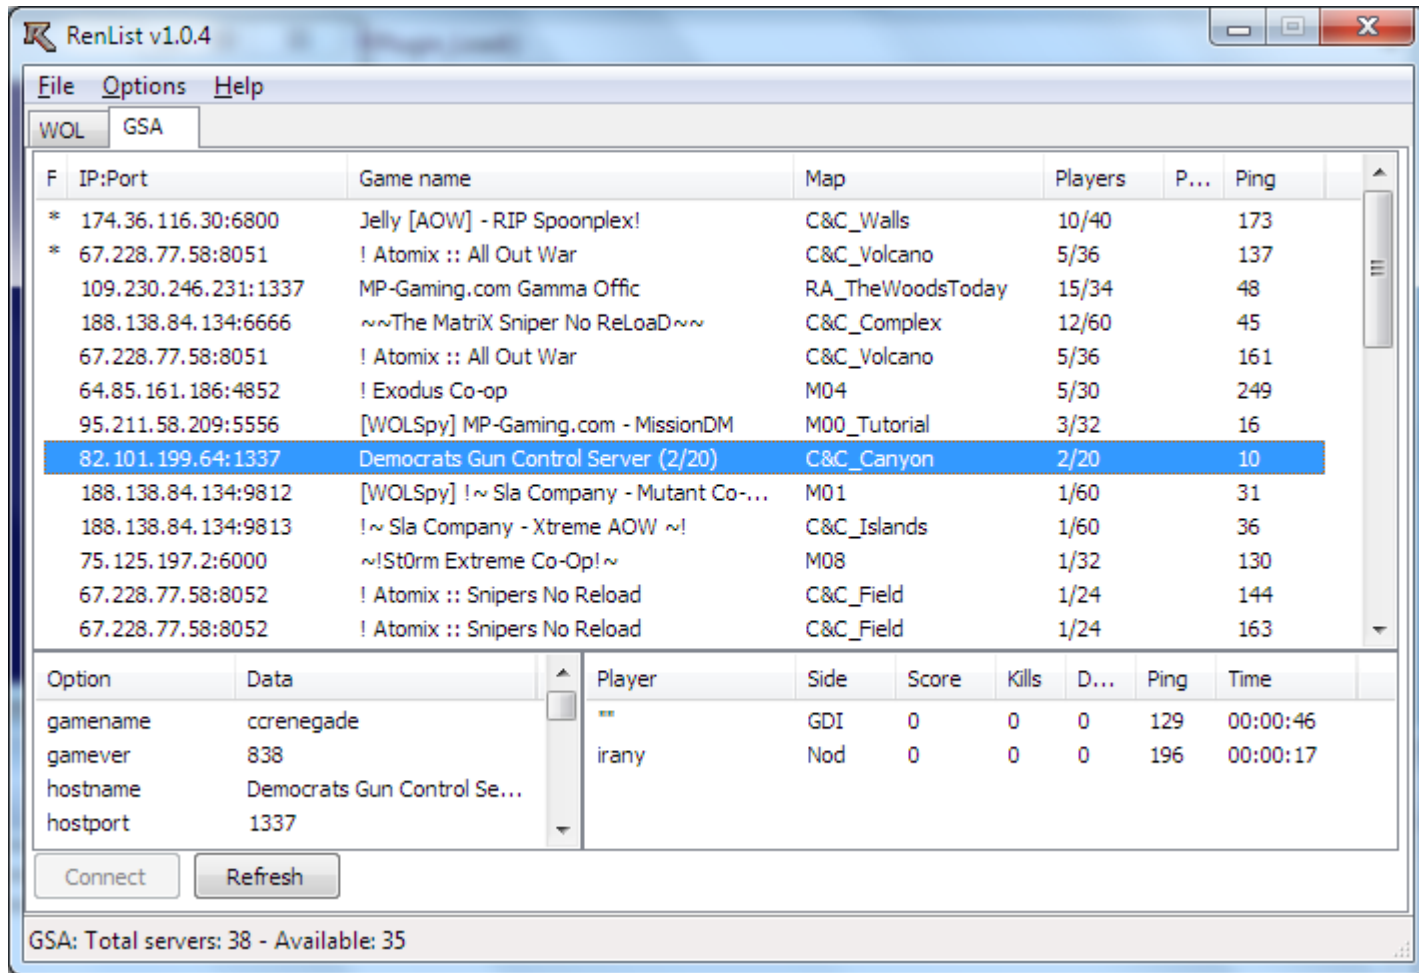 RenList v1.0.4
File Options Help
WOL GSA
F IP:Port Game name Map Players P... Ping
* 174.36.116.30:6800 Jelly [AOW] - RIP Spoonplex! C&C_Walls 10/40 173
* 67.228.77.58:8051 ! Atomix :: All Out War C&C_Volcano 5/36 137
109.230.246.231:1337 MP-Gaming.com Gamma Offic RA_TheWoodsToday 15/34 48
188.138.84.134:6666 ~~The MatriX Sniper No ReLoaD~~ C&C_Complex 12/60 45
67.228.77.58:8051 ! Atomix :: All Out War C&C_Volcano 5/36 161
64.85.161.186:4852 ! Exodus Co-op M04 5/30 249
95.211.58.209:5556 [WOLSpy] MP-Gaming.com - MissionDM M00_Tutorial 3/32 16
82.101.199.64:1337 Democrats Gun Control Server (2/20) C&C_Canyon 2/20 10
188.138.84.134:9812 [WOLSpy] !~ Sla Company - Mutant Co-... M01 1/60 31
188.138.84.134:9813 !~ Sla Company - Xtreme AOW ~! C&C_Islands 1/60 36
75.125.197.2:6000 ~!St0rm Extreme Co-Op!~ M08 1/32 130
67.228.77.58:8052 ! Atomix :: Snipers No Reload C&C_Field 1/24 144
67.228.77.58:8052 ! Atomix :: Snipers No Reload C&C_Field 1/24 163
Option Data
gamename ccrenegade
gamever 838
hostname Democrats Gun Control Se...
hostport 1337
Player Side Score Kills D... Ping Time
"" GDI 0 0 0 129 00:00:46
irany Nod 0 0 0 196 00:00:17
Connect Refresh
GSA: Total servers: 38 - Available: 35